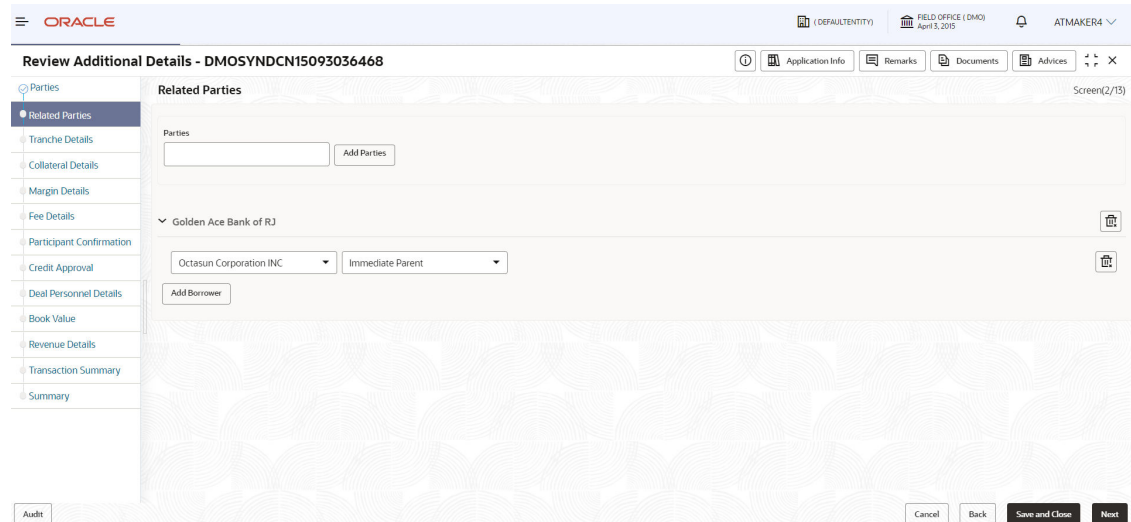 ORACLE
( DEFAULTENTITY)
FIELD OFFICE ( DMO)
April 3, 2015
ATMAKER4
Review Additional Details - DMOSYNDCN15093036468
Application Info
Remarks
Documents
Advices
Parties
Related Parties
Tranche Details
Collateral Details
Margin Details
Fee Details
Participant Confirmation
Credit Approval
Deal Personnel Details
Book Value
Revenue Details
Transaction Summary
Summary
Related Parties
Screen(2/13)
Parties
Add Parties
Golden Ace Bank of RJ
Octasun Corporation INC
Immediate Parent
Add Borrower
Audit
Cancel
Back
Save and Close
Next